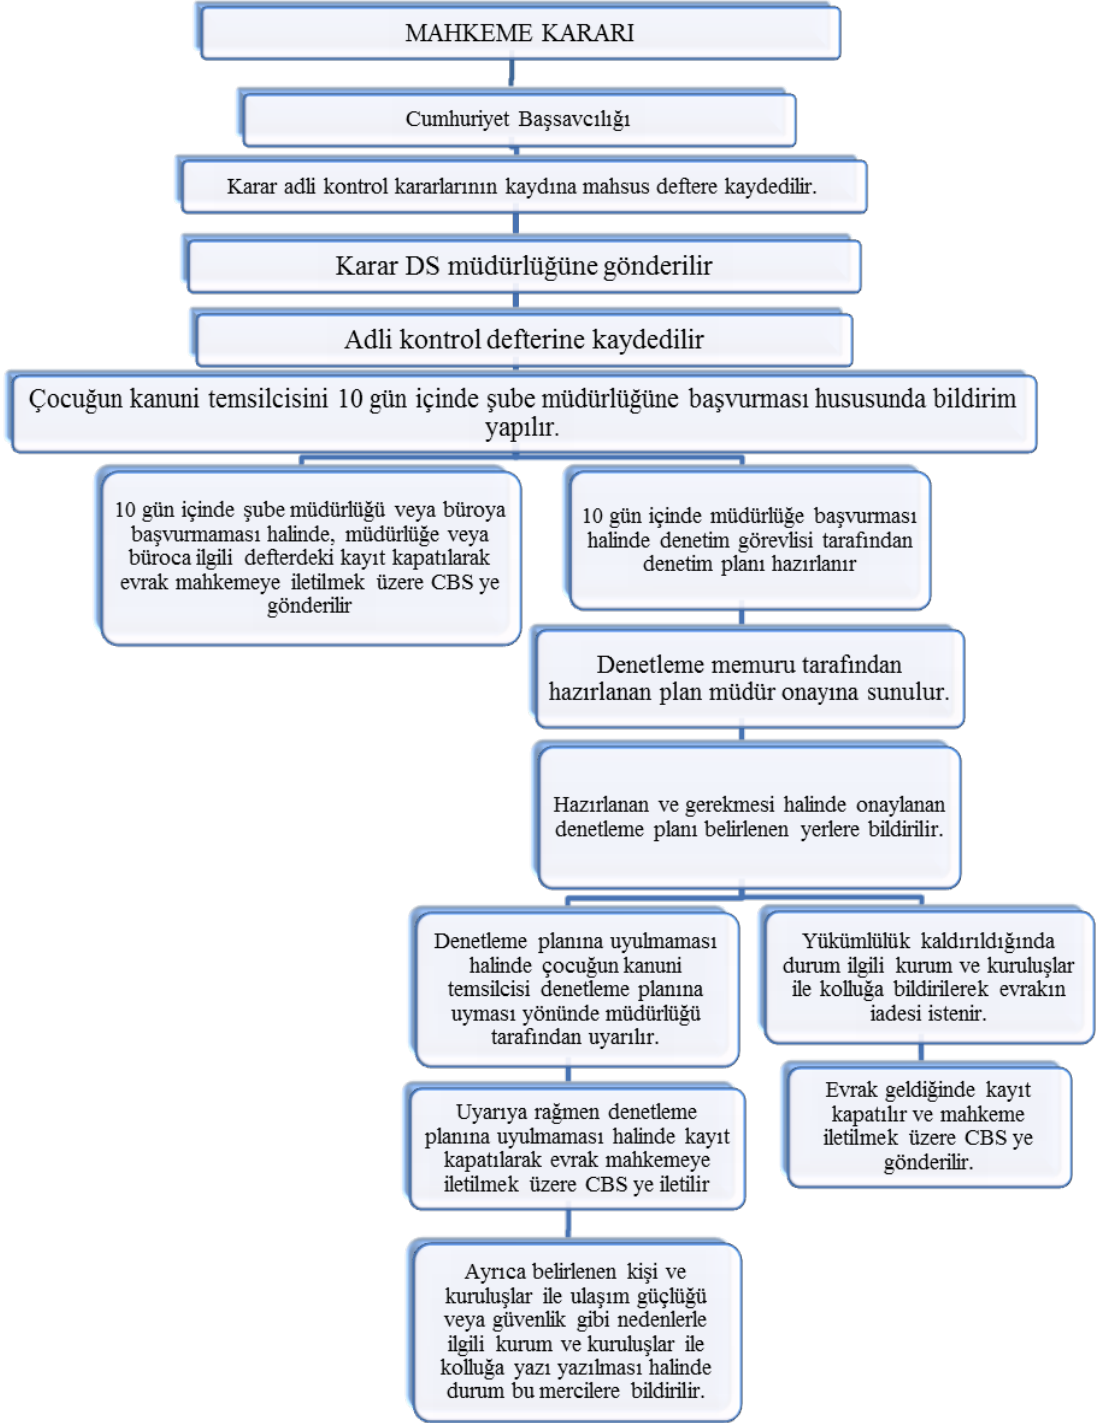 MAHKEME KARARI
Cumhuriyet Başsavcılığı
Karar adli kontrol kararlarının kaydına mahsus deftere kaydedilir.
Karar DS müdürlüğüne gönderilir
Adli kontrol defterine kaydedilir
Çocuğun kanuni temsilcisini 10 gün içinde şube müdürlüğüne başvurması hususunda bildirim
yapılır.
10 gün içinde şube müdürlüğü veya büroya
başvurmaması halinde, müdürlüğe veya
büroca ilgili defterdeki kayıt kapatılarak
evrak mahkemeye iletilmek üzere CBS ye
gönderilir
10 gün içinde müdürlüğe başvurması
halinde denetim görevlisi tarafından
denetim planı hazırlanır
Denetleme memuru tarafından
hazırlanan plan müdür onayına sunulur.
Hazırlanan ve gerekmesi halinde onaylanan
denetleme planı belirlenen yerlere bildirilir.
Denetleme planına uyulmaması
halinde çocuğun kanuni
temsilcisi denetleme planına
uyması yönünde müdürlüğü
tarafından uyarılır.
Uyarıya rağmen denetleme
planına uyulmaması halinde kayıt
kapatılarak evrak mahkemeye
iletilmek üzere CBS ye iletilir
Ayrıca belirlenen kişi ve
kuruluşlar ile ulaşım güçlüğü
veya güvenlik gibi nedenlerle
ilgili kurum ve kuruluşlar ile
kolluğa yazı yazılması halinde
durum bu mercilere bildirilir.
Yükümlülük kaldırıldığında
durum ilgili kurum ve kuruluşlar
ile kolluğa bildirilerek evrakın
iadesi istenir.
Evrak geldiğinde kayıt
kapatılır ve mahkeme
iletilmek üzere CBS ye
gönderilir.